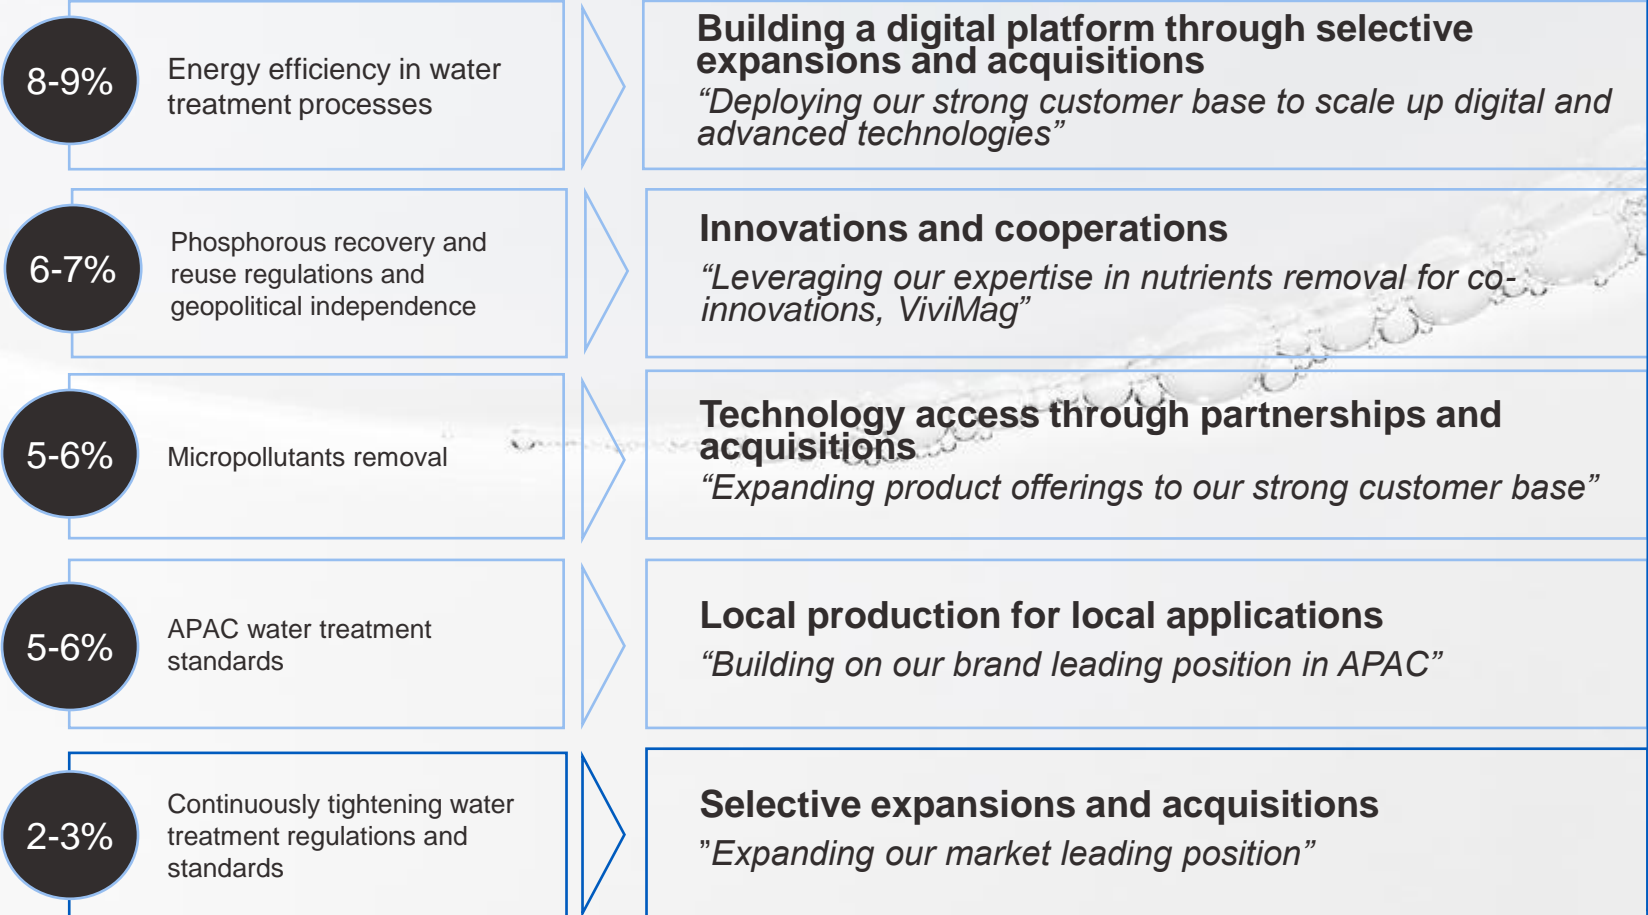 8-9%
Energy efficiency in water
treatment processes
Building a digital platform through selective
expansions and acquisitions
“Deploying our strong customer base to scale up digital and
advanced technologies”
6-7%
Phosphorous recovery and
reuse regulations and
geopolitical independence
Innovations and cooperations
“Leveraging our expertise in nutrients removal for co-
innovations, ViviMag”
5-6%
Micropollutants removal
Technology access through partnerships and
acquisitions
“Expanding product offerings to our strong customer base”
5-6%
APAC water treatment
standards
Local production for local applications
“Building on our brand leading position in APAC”
2-3%
Continuously tightening water
treatment regulations and
standards
Selective expansions and acquisitions
”Expanding our market leading position”